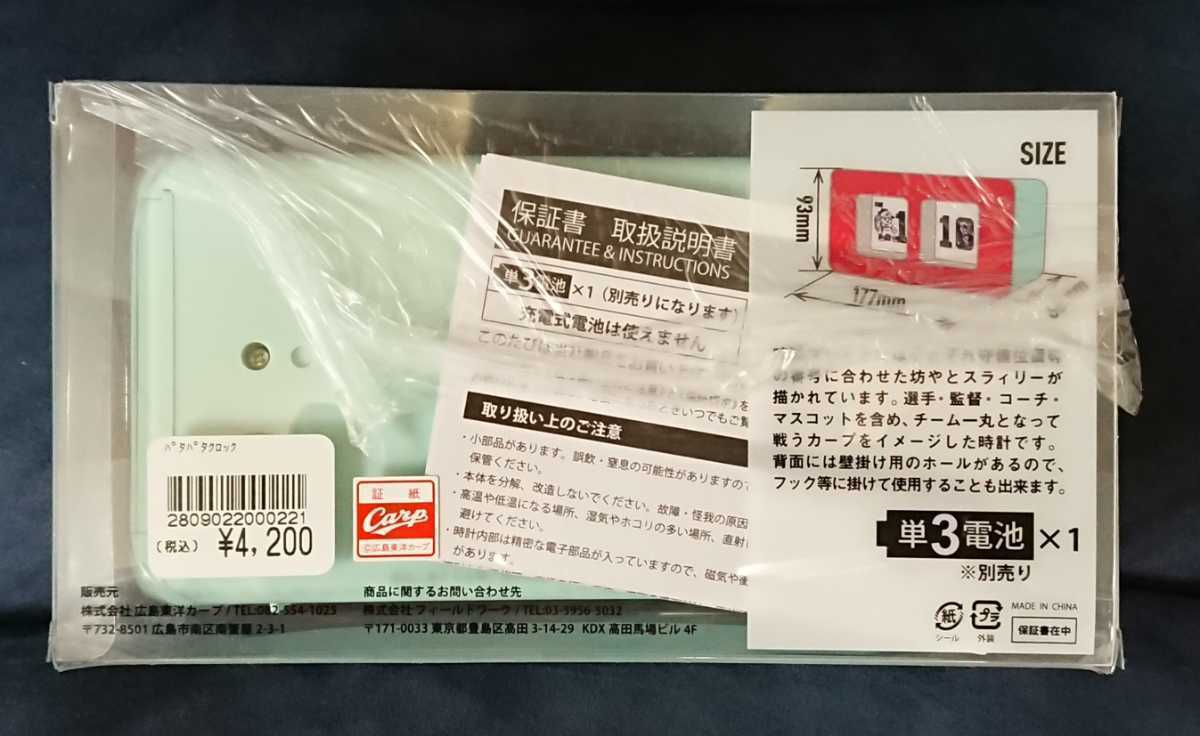 SIZE
93mm
177mm
1
18
保証書 取扱説明書
GUARANTEE & INSTRUCTIONS
単3電池×1(別売りになります)
充電式電池は使えません
このたびは
取り扱い上のご注意
・小部品があります。誤飲・窒息の可能性がありますので
保管ください。
・本体を分解、改造しないでください。故障・怪我の原因
・高温や低温になる場所、湿気やホコリの多い場所、直射
避けてください。
・時計内部は精密な電子部品が入っていますので、磁気や衝
があります。
の番号に合わせた坊やとスライリーが
描かれています。選手・監督・コーチ・
マスコットを含め、チーム一丸となって
戦うカープをイメージした時計です。
背面には壁掛け用のホールがあるので、
フック等に掛けて使用することも出来ます。
単3電池×1
※別売り
紙
シール
プラ
外装
MADE IN CHINA
保証書在中
パタパタクロック
2809022000221
(税込) ¥4,200
証紙
Carp
©広島東洋カープ
販売元
株式会社 広島東洋カープ/TEL:082-554-1025
〒732-8501 広島市南区南蟹屋 2-3-1
商品に関するお問い合わせ先
株式会社 フィールドワーク/TEL:03-5956-5032
〒171-0033 東京都豊島区高田 3-14-29 KDX 高田馬場ビル 4F